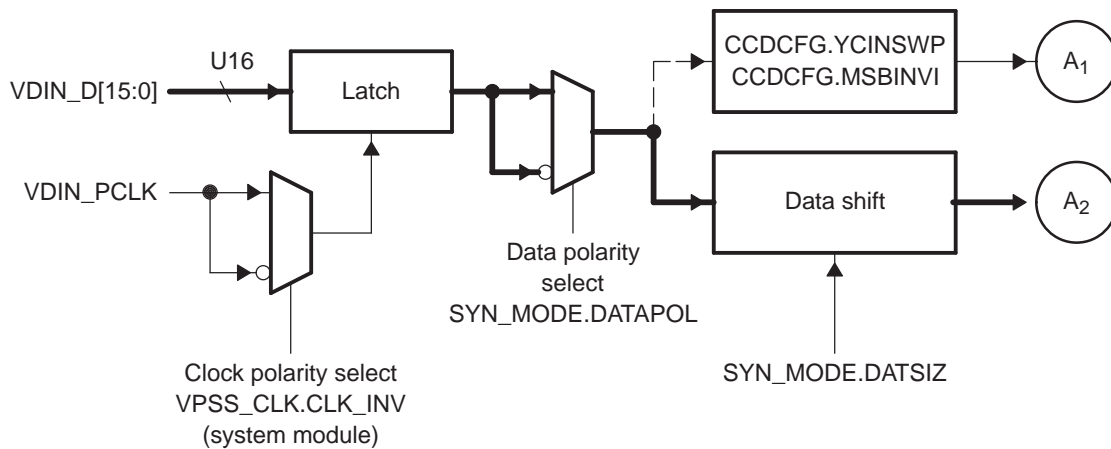 U16
VDIN_D[15:0]
Latch
CCDCFG.YCINSWP
CCDCFG.MSBINVI
A1
VDIN_PCLK
Data shift
A2
Data polarity
select
SYN_MODE.DATAPOL
Clock polarity select
VPSS_CLK.CLK_INV
(system module)
SYN_MODE.DATSIZ